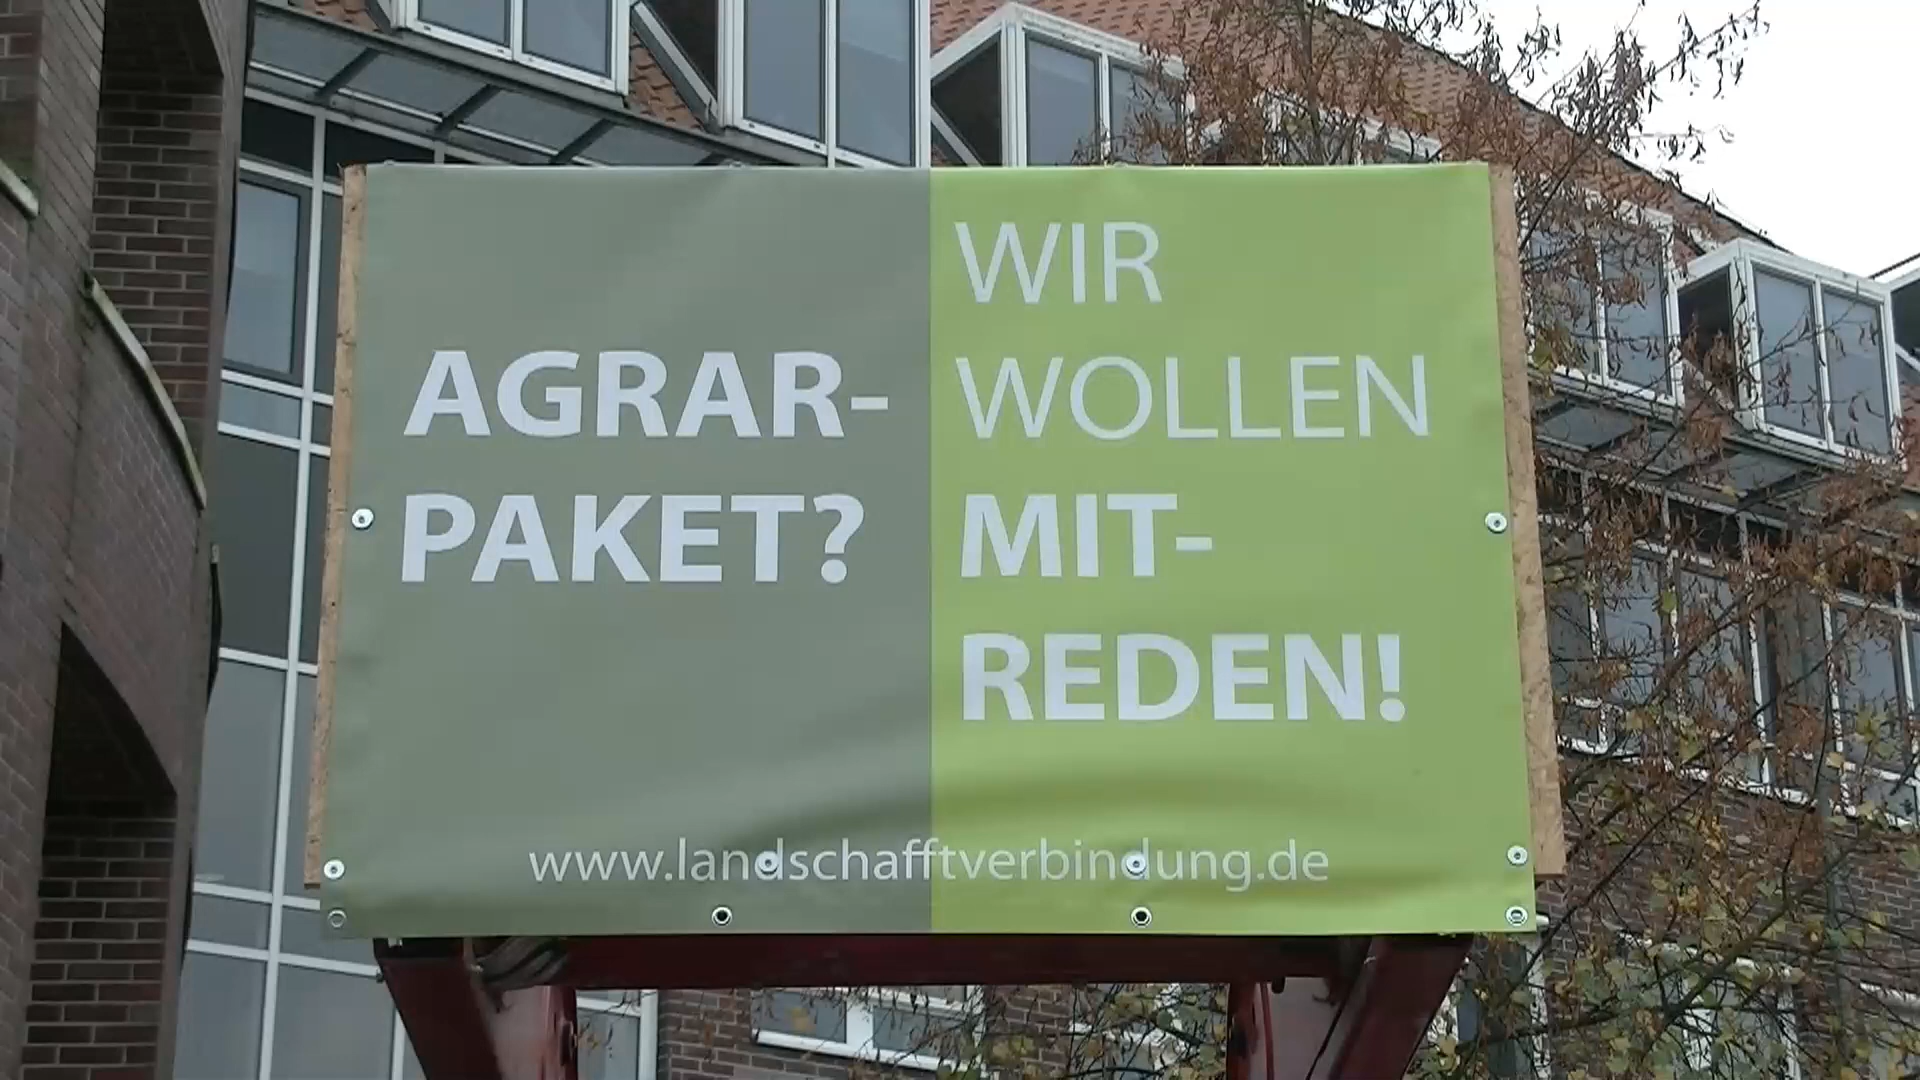 AGRAR-
PAKET?
WIR
WOLLEN
MIT-
REDEN!
www.landschafftverbindung.de